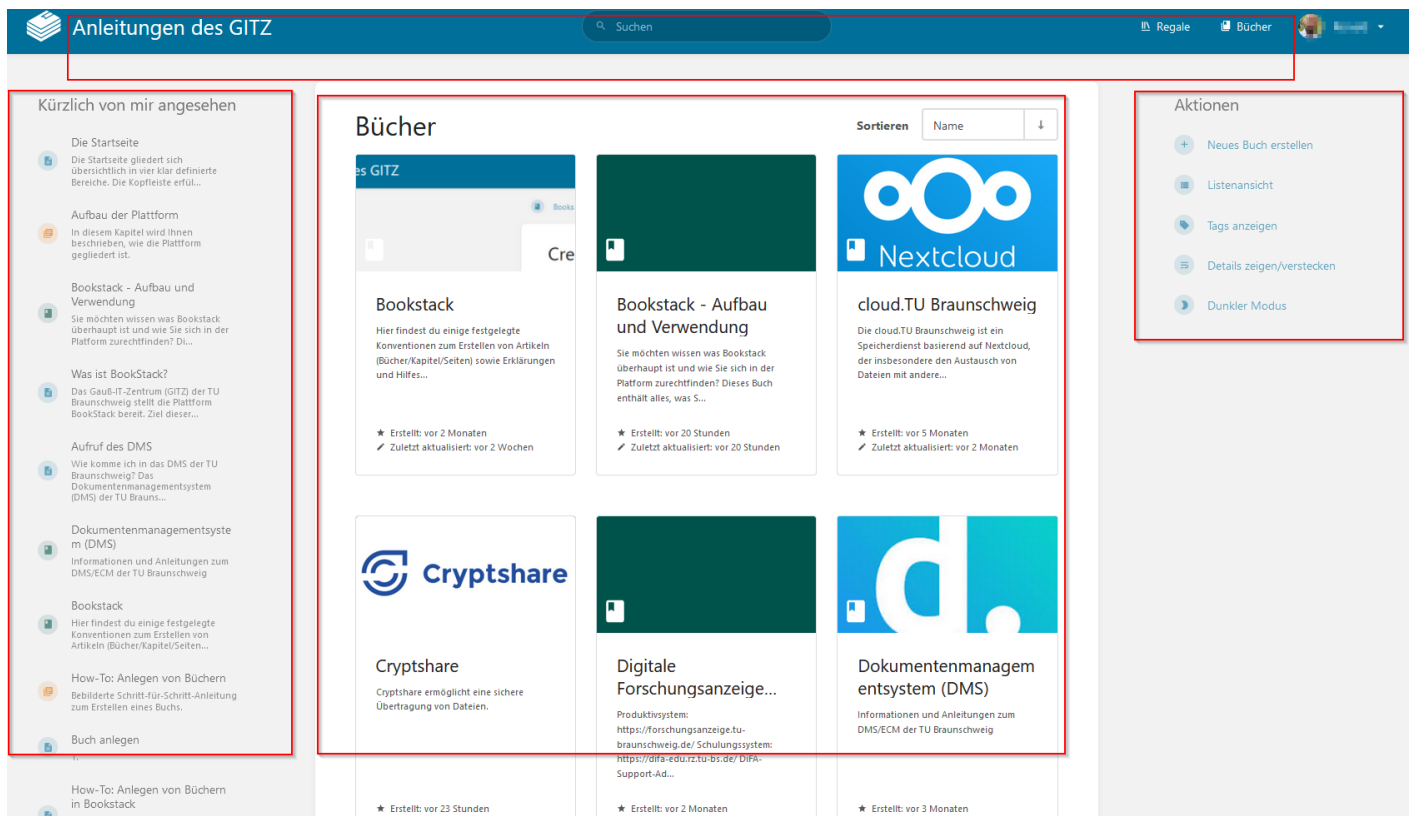 Anleitungen des GITZ
Suchen
Regale
Bücher
Kürzlich von mir angesehen
Die Startseite
Die Startseite gliedert sich
übersichtlich in vier klar definierte
Bereiche. Die Kopfleiste erfül...
Aufbau der Plattform
In diesem Kapitel wird Ihnen
beschrieben, wie die Plattform
gegliedert ist.
Bookstack - Aufbau und
Verwendung
Sie möchten wissen was Bookstack
überhaupt ist und wie Sie sich in der
Platform zurechtfinden? Di...
Was ist BookStack?
Das Gauß-IT-Zentrum (GITZ) der TU
Braunschweig stellt die Plattform
BookStack bereit. Ziel dieser...
Aufruf des DMS
Wie komme ich in das DMS der TU
Braunschweig? Das
Dokumentenmanagementsystem
(DMS) der TU Brauns...
Dokumentenmanagementsyste
m (DMS)
Informationen und Anleitungen zum
DMS/ECM der TU Braunschweig
Bookstack
Hier findest du einige festgelegte
Konventionen zum Erstellen von
Artikeln (Bücher/Kapitel/Seiten...
How-To: Anlegen von Büchern
Bebilderte Schritt-für-Schritt-Anleitung
zum Erstellen eines Buchs.
Buch anlegen
1.
How-To: Anlegen von Büchern
in Bookstack
Bücher
Sortieren
Name
es GITZ
Books
Cre
Bookstack
Hier findest du einige festgelegte
Konventionen zum Erstellen von Artikeln
(Bücher/Kapitel/Seiten) sowie Erklärungen
und Hilfes...
Erstellt: vor 2 Monaten
Zuletzt aktualisiert: vor 2 Wochen
Bookstack - Aufbau
und Verwendung
Sie möchten wissen was Bookstack
überhaupt ist und wie Sie sich in der
Platform zurechtfinden? Dieses Buch
enthält alles, was S...
Erstellt: vor 20 Stunden
Zuletzt aktualisiert: vor 20 Stunden
Nextcloud
cloud.TU Braunschweig
Die cloud.TU Braunschweig ist ein
Speicherdienst basierend auf Nextcloud,
der insbesondere den Austausch von
Dateien mit andere...
Erstellt: vor 5 Monaten
Zuletzt aktualisiert: vor 2 Monaten
Cryptshare
Cryptshare
Cryptshare ermöglicht eine sichere
Übertragung von Dateien.
Erstellt: vor 23 Stunden
Digitale
Forschungsanzeige...
Produktivsystem:
https://forschungsanzeige.tu-
braunschweig.de/ Schulungssystem:
https://difa-edu.rz.tu-bs.de/ DiFA-
Support-Ad...
Erstellt: vor 2 Monaten
d.
Dokumentenmanagem
entsystem (DMS)
Informationen und Anleitungen zum
DMS/ECM der TU Braunschweig
Erstellt: vor 3 Monaten
Aktionen
Neues Buch erstellen
Listenansicht
Tags anzeigen
Details zeigen/verstecken
Dunkler Modus